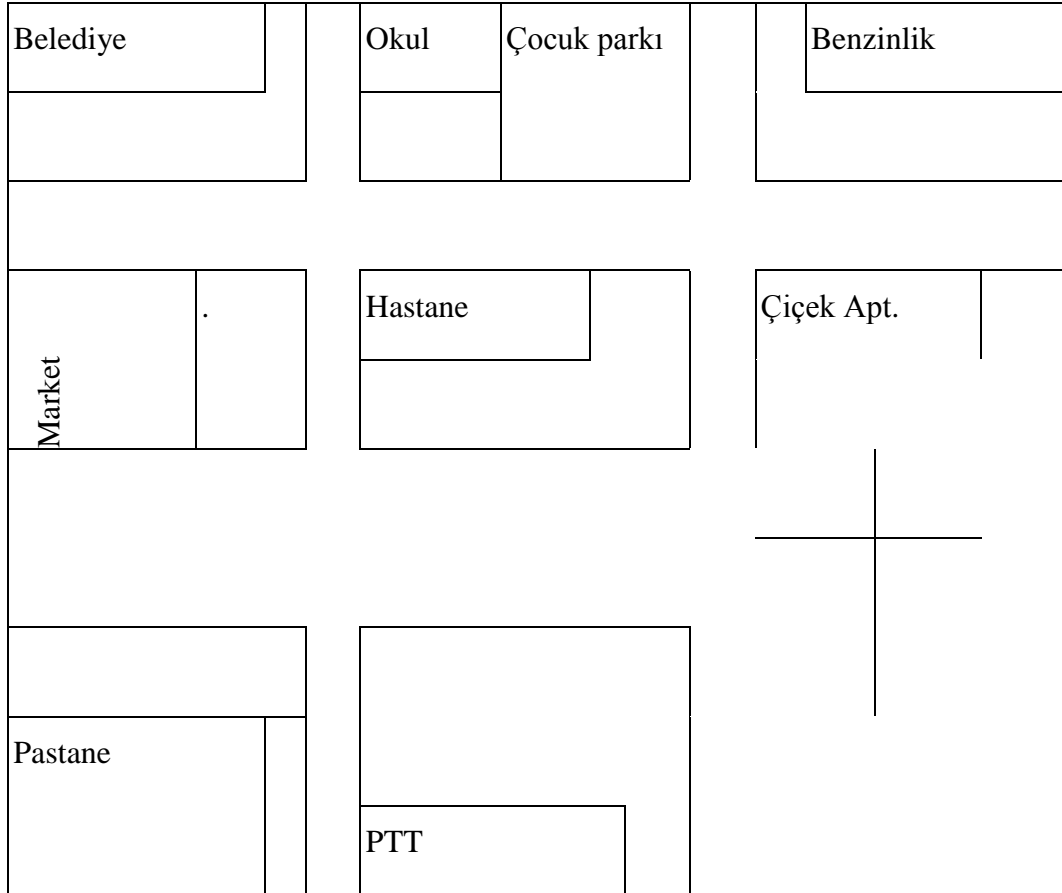 Belediye
Okul
Çocuk parkı
Benzinlik
Market
.
Hastane
Çiçek Apt.
Pastane
PTT